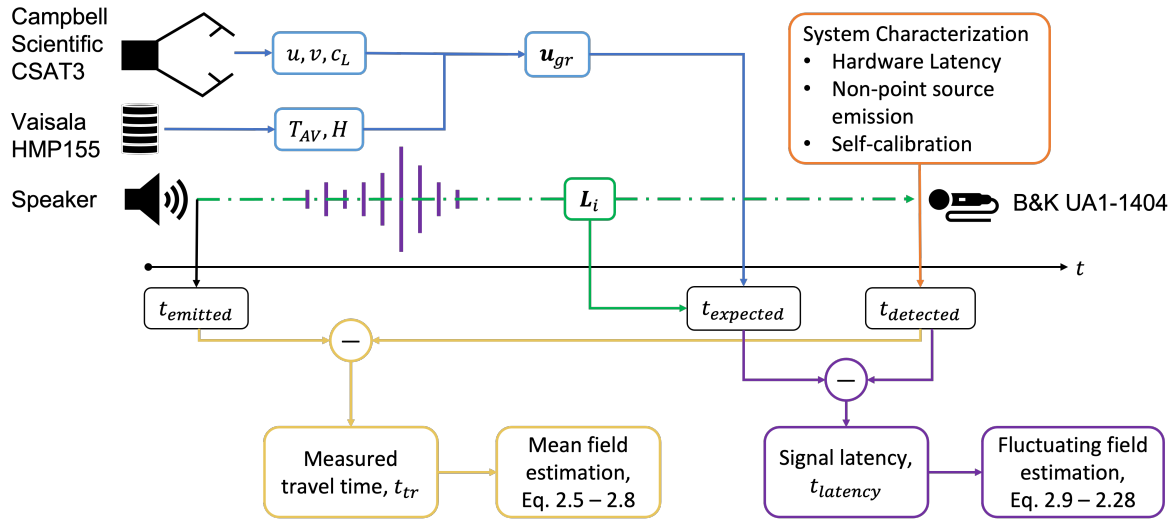 Campbell
Scientific
CSAT3
u, v, c_L
u_gr
System Characterization
• Hardware Latency
• Non-point source
emission
• Self-calibration
Vaisala
HMP155
T_AV, H
Speaker
L_i
B&K UA1-1404
t
t_emitted
t_expected
t_detected
−
−
Measured
travel time, t_tr
Mean field
estimation,
Eq. 2.5 – 2.8
Signal latency,
t_latency
Fluctuating field
estimation,
Eq. 2.9 – 2.28